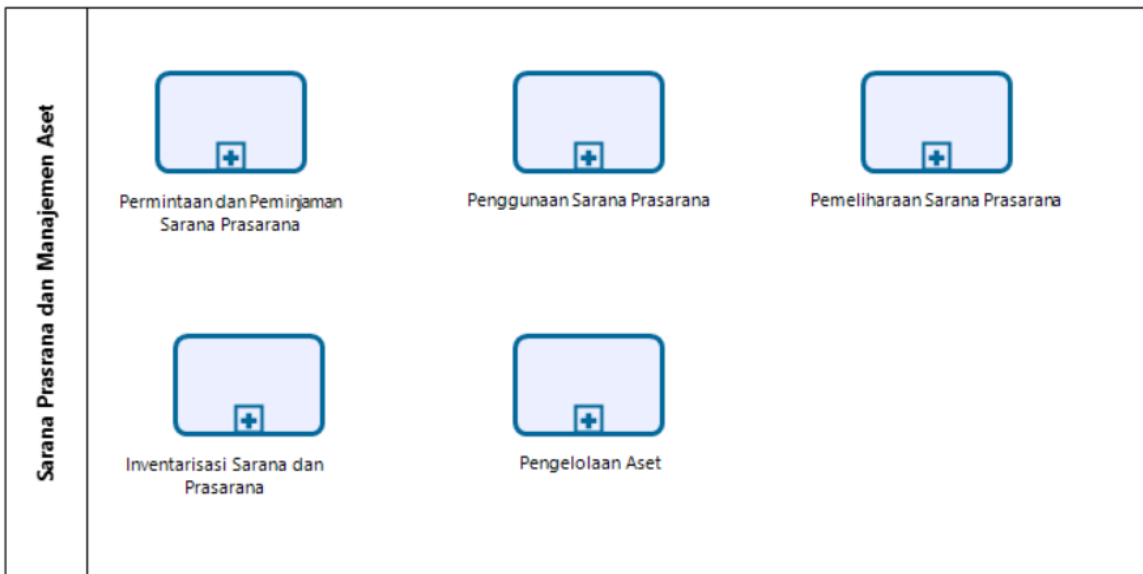 Sarana Prasrana dan Manajemen Aset
Permintaan dan Peminjaman
Sarana Prasarana
Penggunaan Sarana Prasarana
Pemeliharaan Sarana Prasarana
Inventarisasi Sarana dan
Prasarana
Pengelolaan Aset